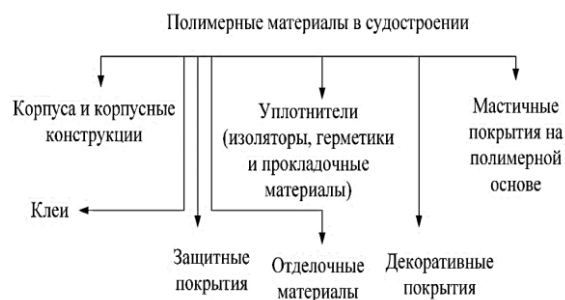 Полимерные материалы в судостроении
Корпуса и корпусные
конструкции
Уплотнители
(изоляторы, герметики
и прокладочные
материалы)
Мастичные
покрытия на
полимерной
основе
Клеи
Защитные
покрытия
Отделочные
материалы
Декоративные
покрытия